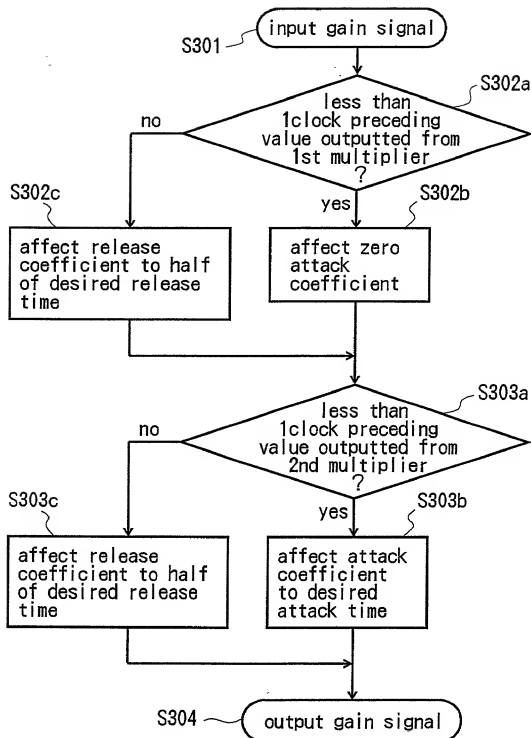 input gain signal
S301
S302a
less than
1clock preceding
value outputted from
1st multiplier
?
no
yes
S302c
S302b
affect release
coefficient to half
of desired release
time
affect zero
attack
coefficient
S303a
less than
1clock preceding
value outputted from
2nd multiplier
?
no
yes
S303c
S303b
affect release
coefficient to half
of desired release
time
affect attack
coefficient
to desired
attack time
S304
output gain signal